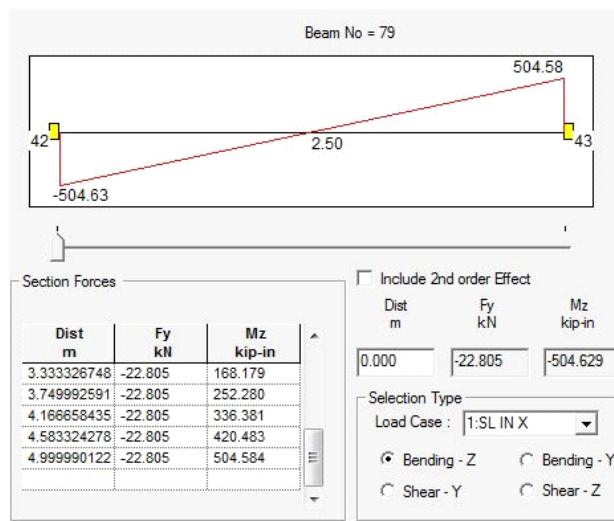 Beam No = 79
504.58
42
2.50
43
-504.63
Section Forces
Dist m Fy kN Mz kip-in
3.333326748 -22.805 168.179
3.749992591 -22.805 252.280
4.166658435 -22.805 336.381
4.583324278 -22.805 420.483
4.999990122 -22.805 504.584
Include 2nd order Effect
Dist Fy Mz
m kN kip-in
0.000 -22.805 -504.629
Selection Type
Load Case : 1:SL IN X
Bending - Z Bending - Y
Shear - Y Shear - Z